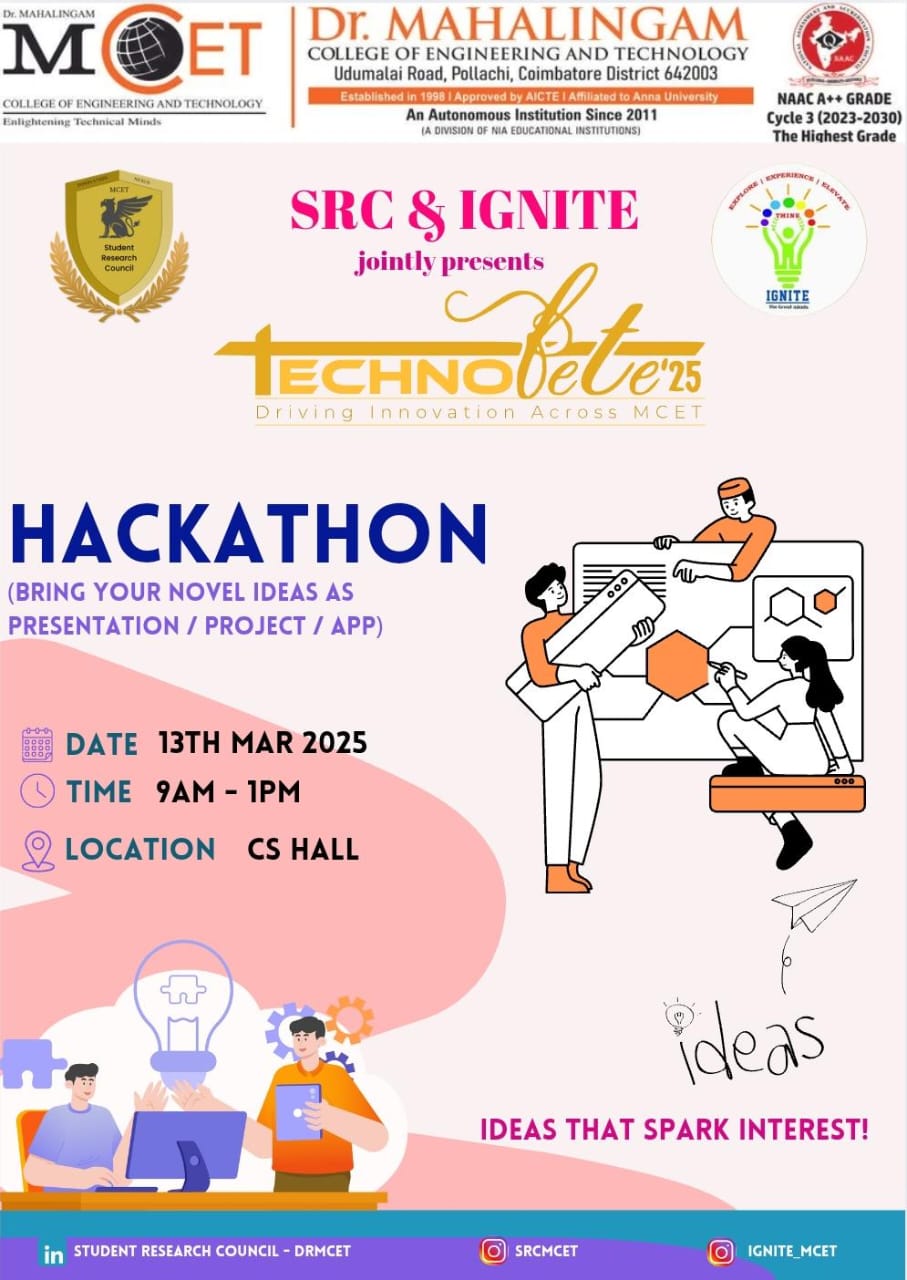 Dr. MAHALINGAM
MCET
COLLEGE OF ENGINEERING AND TECHNOLOGY
Enlightening Technical Minds
Dr. MAHALINGAM
COLLEGE OF ENGINEERING AND TECHNOLOGY
Udumalai Road, Pollachi, Coimbatore District 642003
Established in 1998 I Approved by AICTE I Affiliated to Anna University
An Autonomous Institution Since 2011
(A DIVISION OF NIA EDUCATIONAL INSTITUTIONS)
NAAC
NAAC A++ GRADE
Cycle 3 (2023-2030)
The Highest Grade
MCET
Student
Research
Council
SRC & IGNITE
jointly presents
EXPLORE | EXPERIENCE | ELEVATE
THINK
IGNITE
TECHNOfete'25
Driving Innovation Across MCET
HACKATHON
(BRING YOUR NOVEL IDEAS AS
PRESENTATION / PROJECT / APP)
DATE 13TH MAR 2025
TIME 9AM - 1PM
LOCATION CS HALL
ideas
IDEAS THAT SPARK INTEREST!
in STUDENT RESEARCH COUNCIL - DRMCET
SRCMCET
IGNITE_MCET